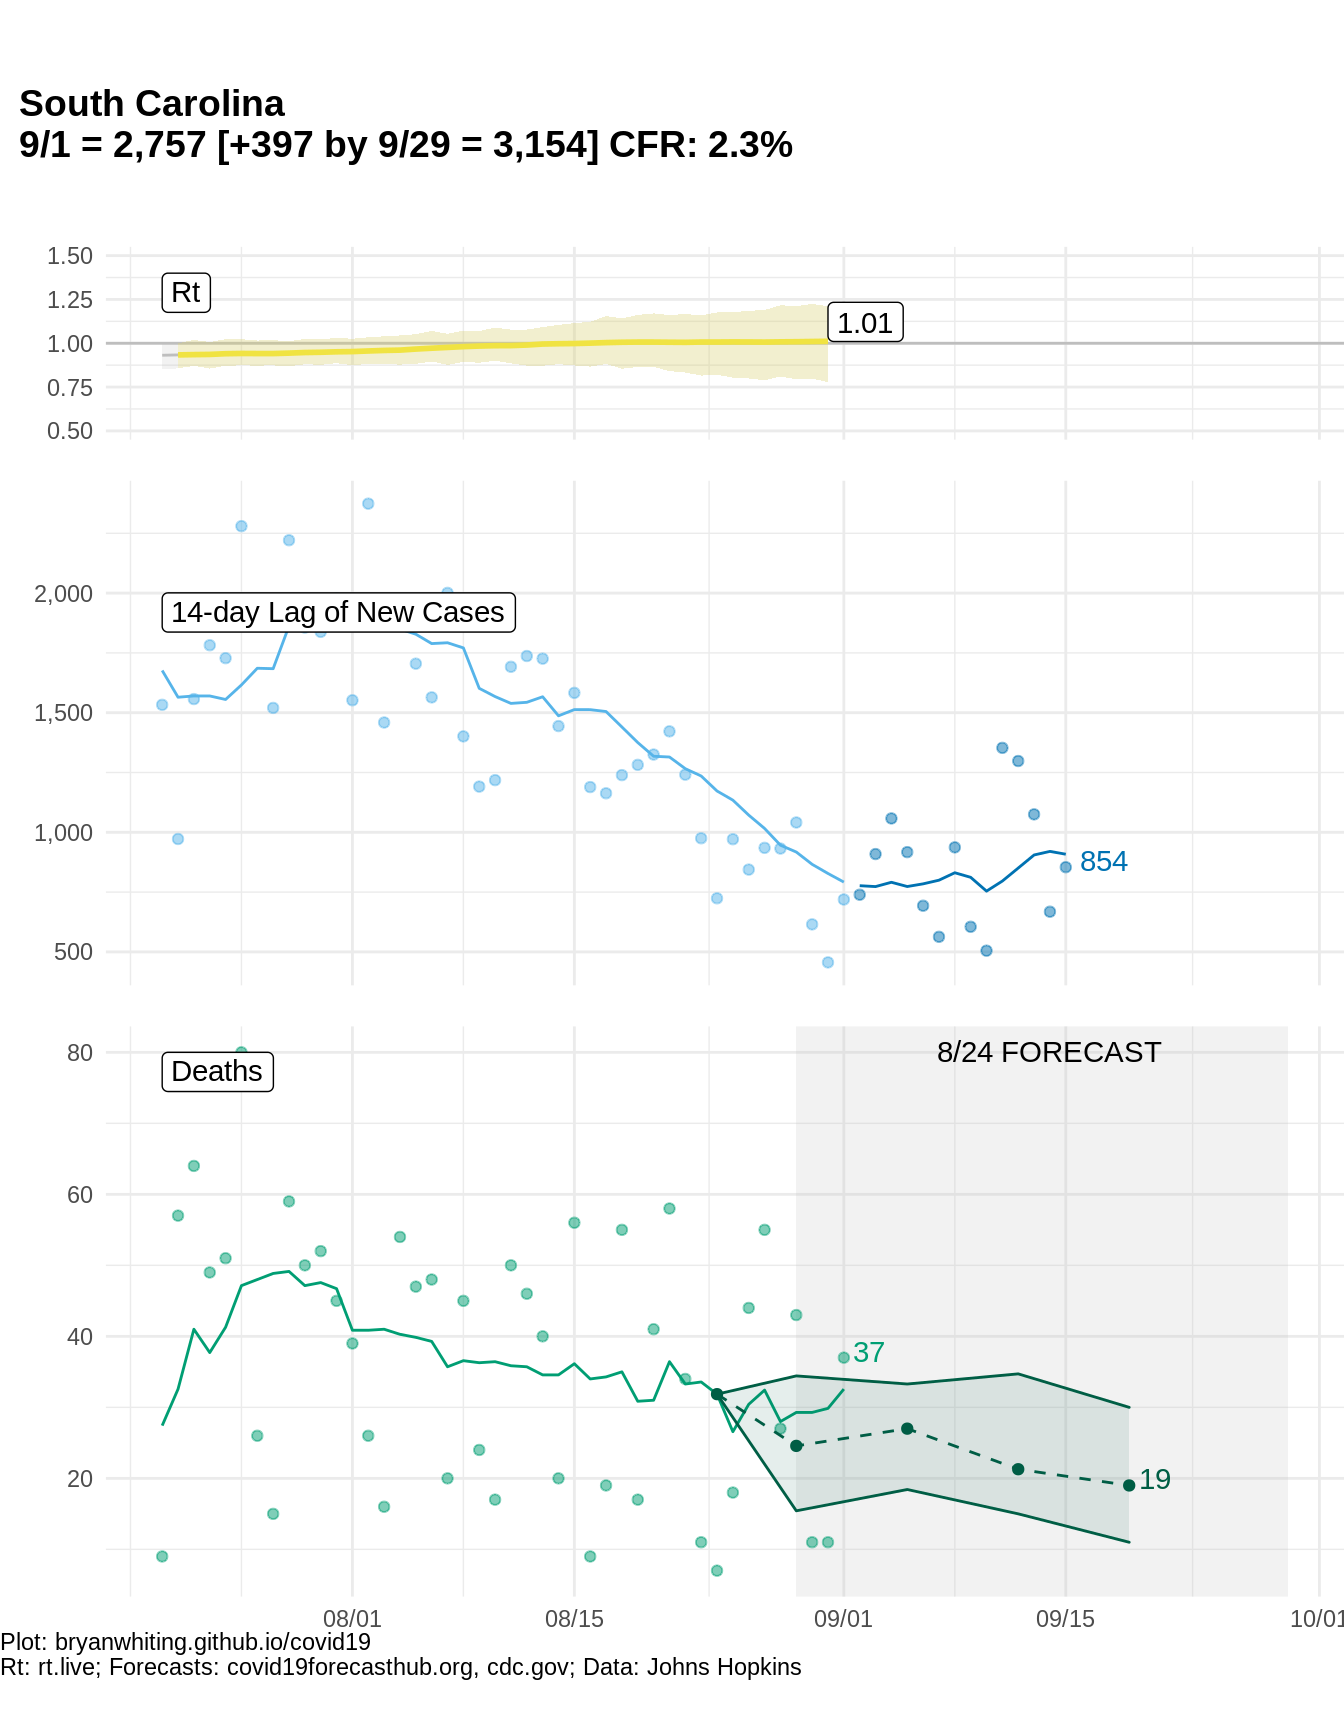 South Carolina
9/1 = 2,757 [+397 by 9/29 = 3,154] CFR: 2.3%
1.50
1.25
1.00
0.75
0.50
Rt
1.01
2,000
1,500
1,000
500
14-day Lag of New Cases
854
80
60
40
20
Deaths
8/24 FORECAST
37
19
08/01
08/15
09/01
09/15
10/01
Plot: bryanwhiting.github.io/covid19
Rt: rt.live; Forecasts: covid19forecasthub.org, cdc.gov; Data: Johns Hopkins